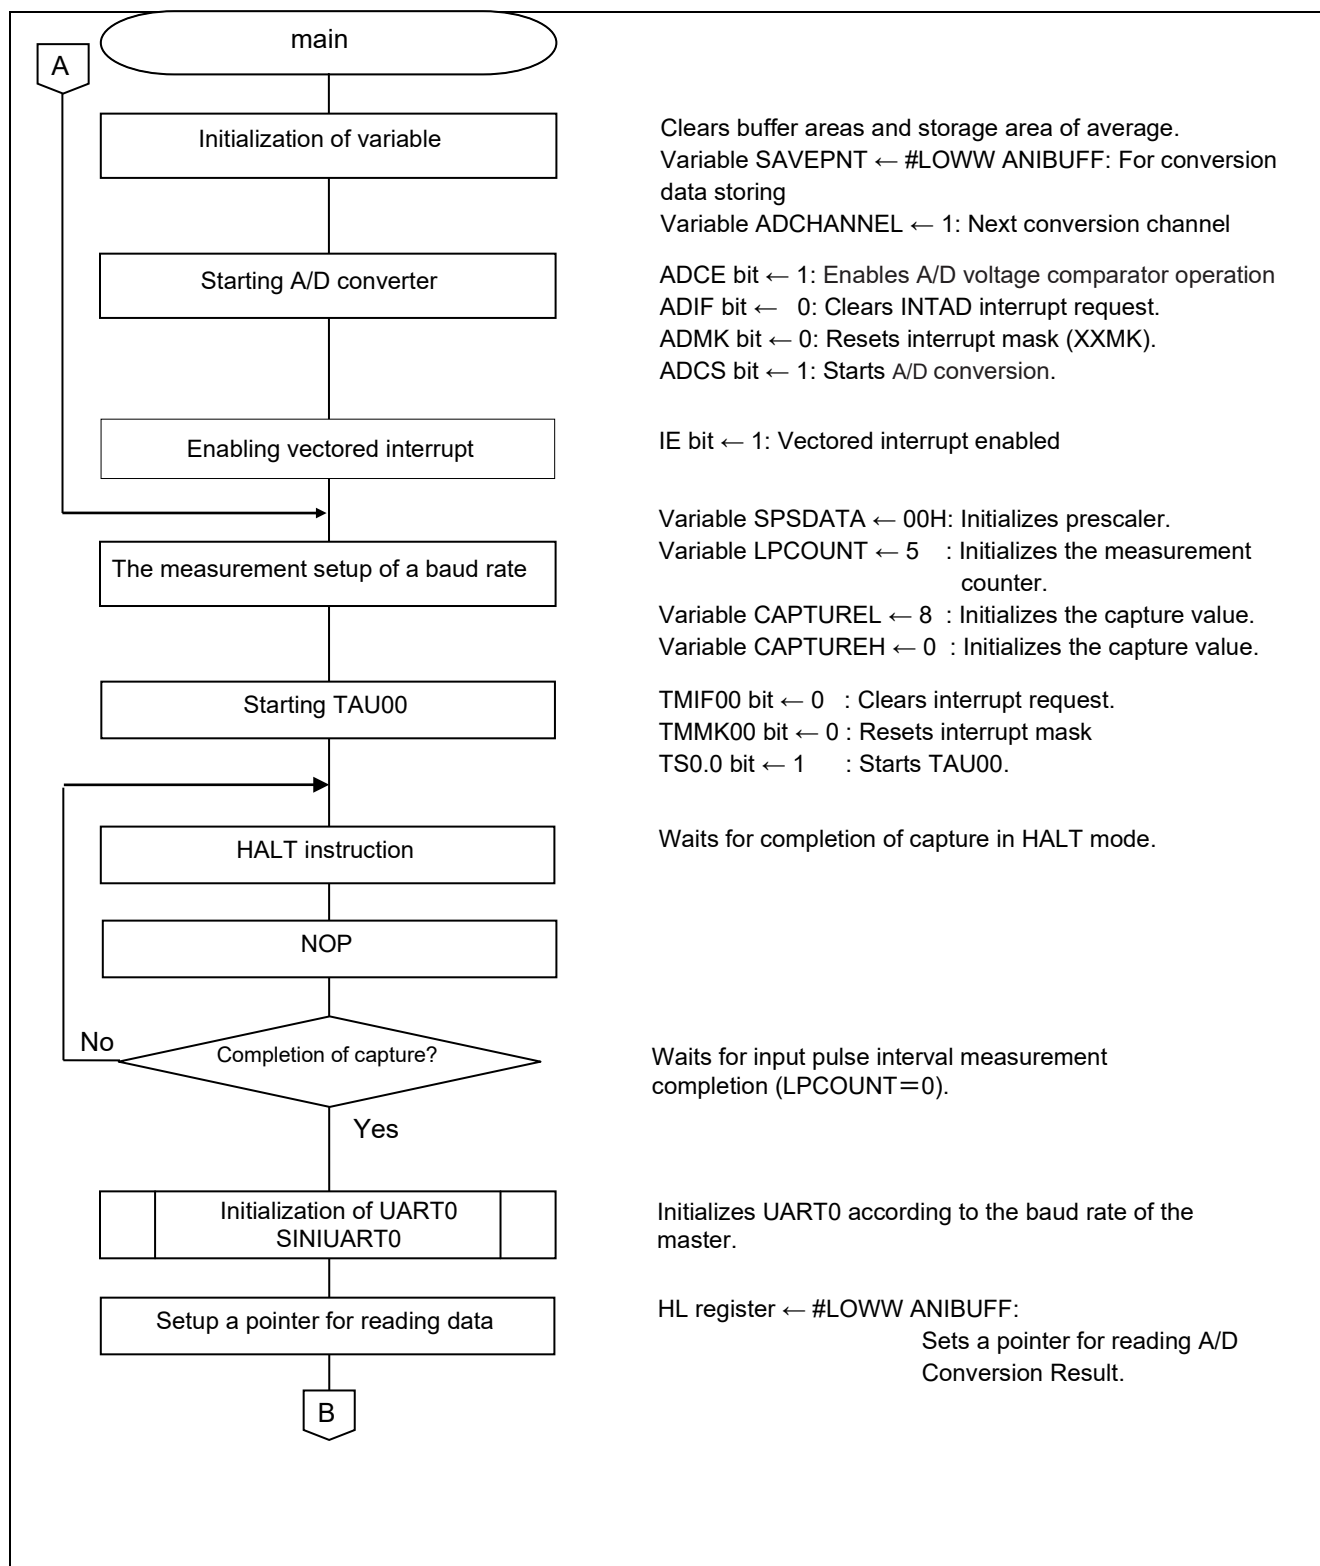 main
A
Initialization of variable
Clears buffer areas and storage area of average.
Variable SAVEPNT ← #LOWW ANIBUFF: For conversion
data storing
Variable ADCHANNEL ← 1: Next conversion channel
Starting A/D converter
ADCE bit ← 1: Enables A/D voltage comparator operation
ADIF bit ← 0: Clears INTAD interrupt request.
ADMK bit ← 0: Resets interrupt mask (XXMK).
ADCS bit ← 1: Starts A/D conversion.
Enabling vectored interrupt
IE bit ← 1: Vectored interrupt enabled
The measurement setup of a baud rate
Variable SPSDATA ← 00H: Initializes prescaler.
Variable LPCOUNT ← 5 : Initializes the measurement
counter.
Variable CAPTUREL ← 8 : Initializes the capture value.
Variable CAPTUREH ← 0 : Initializes the capture value.
Starting TAU00
TMIF00 bit ← 0 : Clears interrupt request.
TMMK00 bit ← 0 : Resets interrupt mask
TS0.0 bit ← 1 : Starts TAU00.
HALT instruction
Waits for completion of capture in HALT mode.
NOP
No
Completion of capture?
Waits for input pulse interval measurement
completion (LPCOUNT＝0).
Yes
Initialization of UART0
SINIUART0
Initializes UART0 according to the baud rate of the
master.
Setup a pointer for reading data
HL register ← #LOWW ANIBUFF:
Sets a pointer for reading A/D
Conversion Result.
B